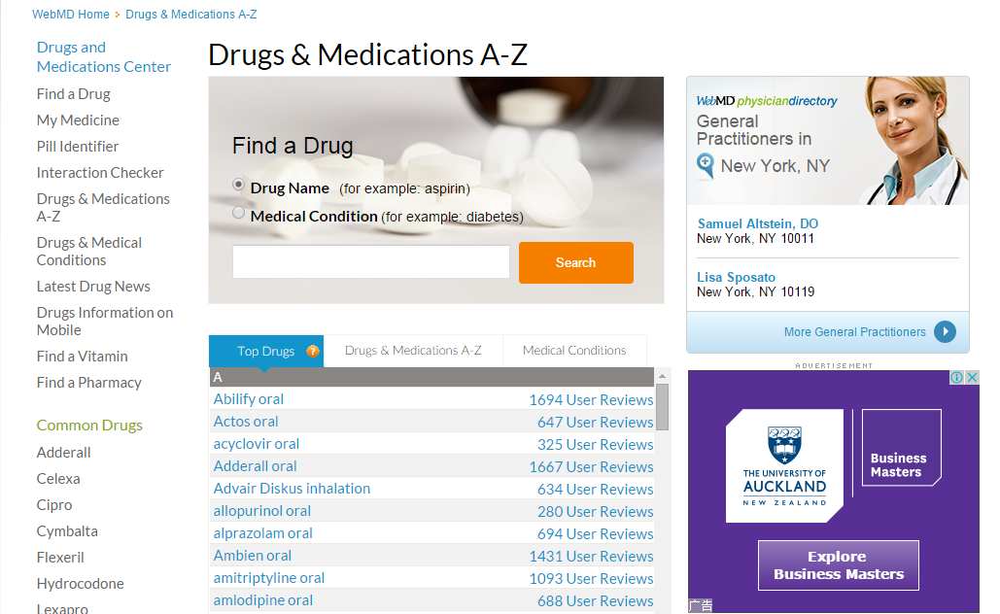 WebMD Home > Drugs & Medications A-Z
Drugs and
Medications Center
Find a Drug
My Medicine
Pill Identifier
Interaction Checker
Drugs & Medications
A-Z
Drugs & Medical
Conditions
Latest Drug News
Drugs Information on
Mobile
Find a Vitamin
Find a Pharmacy
Common Drugs
Adderall
Celexa
Cipro
Cymbalta
Flexeril
Hydrocodone
Lexapro
Drugs & Medications A-Z
Find a Drug
Drug Name (for example: aspirin)
Medical Condition (for example: diabetes)
Search
Top Drugs ? Drugs & Medications A-Z Medical Conditions
A
Abilify oral 1694 User Reviews
Actos oral 647 User Reviews
acyclovir oral 325 User Reviews
Adderall oral 1667 User Reviews
Advair Diskus inhalation 634 User Reviews
allopurinol oral 280 User Reviews
alprazolam oral 694 User Reviews
Ambien oral 1431 User Reviews
amitriptyline oral 1093 User Reviews
amlodipine oral 688 User Reviews
WebMD physiciandirectory
General
Practitioners in
New York, NY
Samuel Altstein, DO
New York, NY 10011
Lisa Sposato
New York, NY 10119
More General Practitioners
ADVERTISEMENT
THE UNIVERSITY OF
AUCKLAND
NEW ZEALAND
Business
Masters
Explore
Business Masters
广告